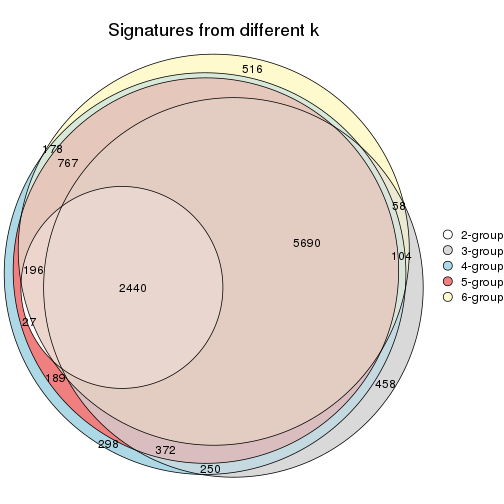 Signatures from different k
516
178
767
58
5690
2-group
3-group
104
4-group
196
5-group
2440
6-group
27
189
458
298
372
250